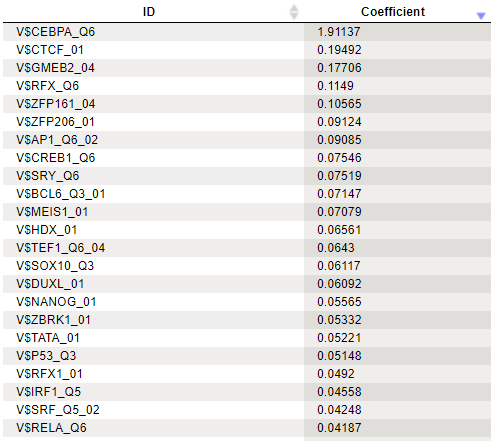 ID Coefficient
V$CEBPA_Q6 1.91137
V$CTCF_01 0.19492
V$GMEB2_04 0.17706
V$RFX_Q6 0.1149
V$ZFP161_04 0.10565
V$ZFP206_01 0.09124
V$AP1_Q6_02 0.09085
V$CREB1_Q6 0.07546
V$SRY_Q6 0.07519
V$BCL6_Q3_01 0.07147
V$MEIS1_01 0.07079
V$HDX_01 0.06561
V$TEF1_Q6_04 0.0643
V$SOX10_Q3 0.06117
V$DUXL_01 0.06092
V$NANOG_01 0.05565
V$ZBRK1_01 0.05332
V$TATA_01 0.05221
V$P53_Q3 0.05148
V$RFX1_01 0.0492
V$IRF1_Q5 0.04558
V$SRF_Q5_02 0.04248
V$RELA_Q6 0.04187